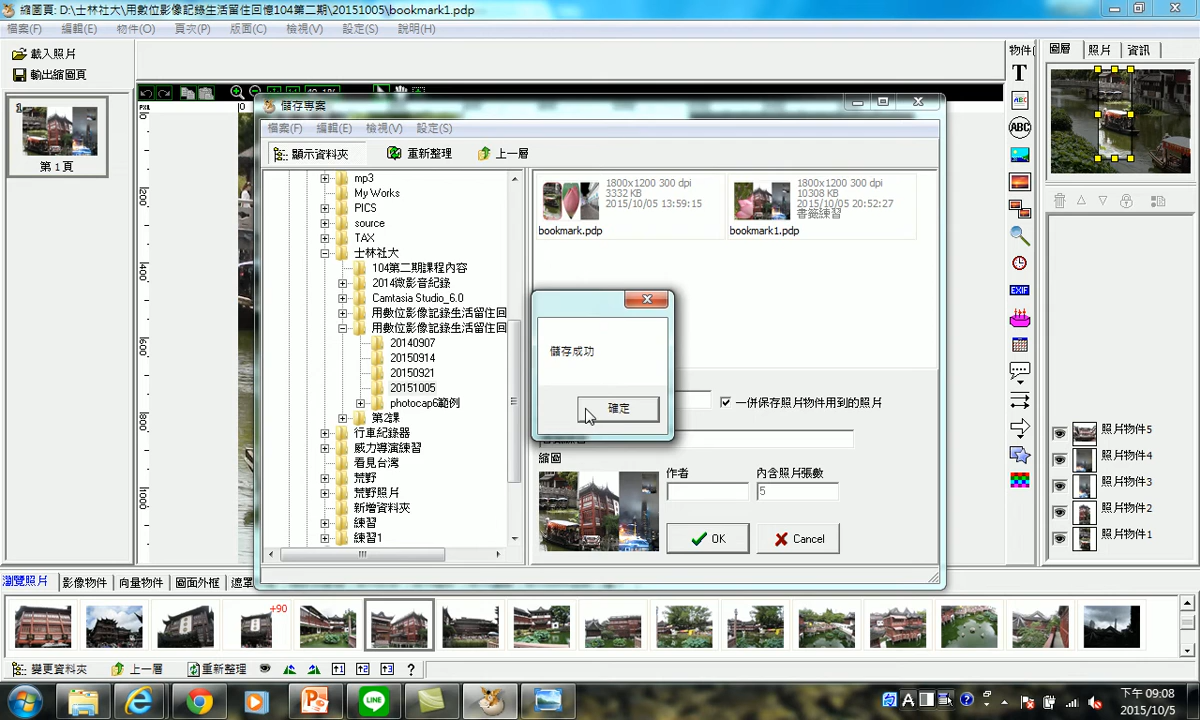 縮圖頁: D:\士林社大\用數位影像記錄生活留住回憶104第二期\20151005\bookmark1.pdp
檔案(F) 編輯(E) 物件(O) 頁次(P) 版面(C) 檢視(V) 設定(S) 說明(H)
載入照片
輸出縮圖頁
第 1 頁
儲存專案
檔案(F) 編輯(E) 檢視(V) 設定(S)
顯示資料夾 重新整理 上一層
mp3
My Works
PICS
source
TAX
士林社大
104第二期課程內容
2014微影音紀錄
Camtasia Studio_6.0
用數位影像記錄生活留住回
用數位影像記錄生活留住回
20140907
20150914
20150921
20151005
photocap6範例
第2課
行車紀錄器
威力導演練習
看見台灣
荒野
荒野照片
新增資料夾
練習
練習1
1800x1200 300 dpi
3332 KB
2015/10/05 13:59:15
bookmark.pdp
1800x1200 300 dpi
10308 KB
2015/10/05 20:52:27
書籤練習
bookmark1.pdp
儲存成功
確定
一併保存照片物件用到的照片
縮圖
作者
內含照片張數
5
OK
Cancel
物件
圖層 照片 資訊
T
ABC
EXIF
照片物件5
照片物件4
照片物件3
照片物件2
照片物件1
瀏覽照片 影像物件 向量物件 圖面外框 遮罩
+90
變更資料夾 上一層 重新整理
下午 09:08
2015/10/5